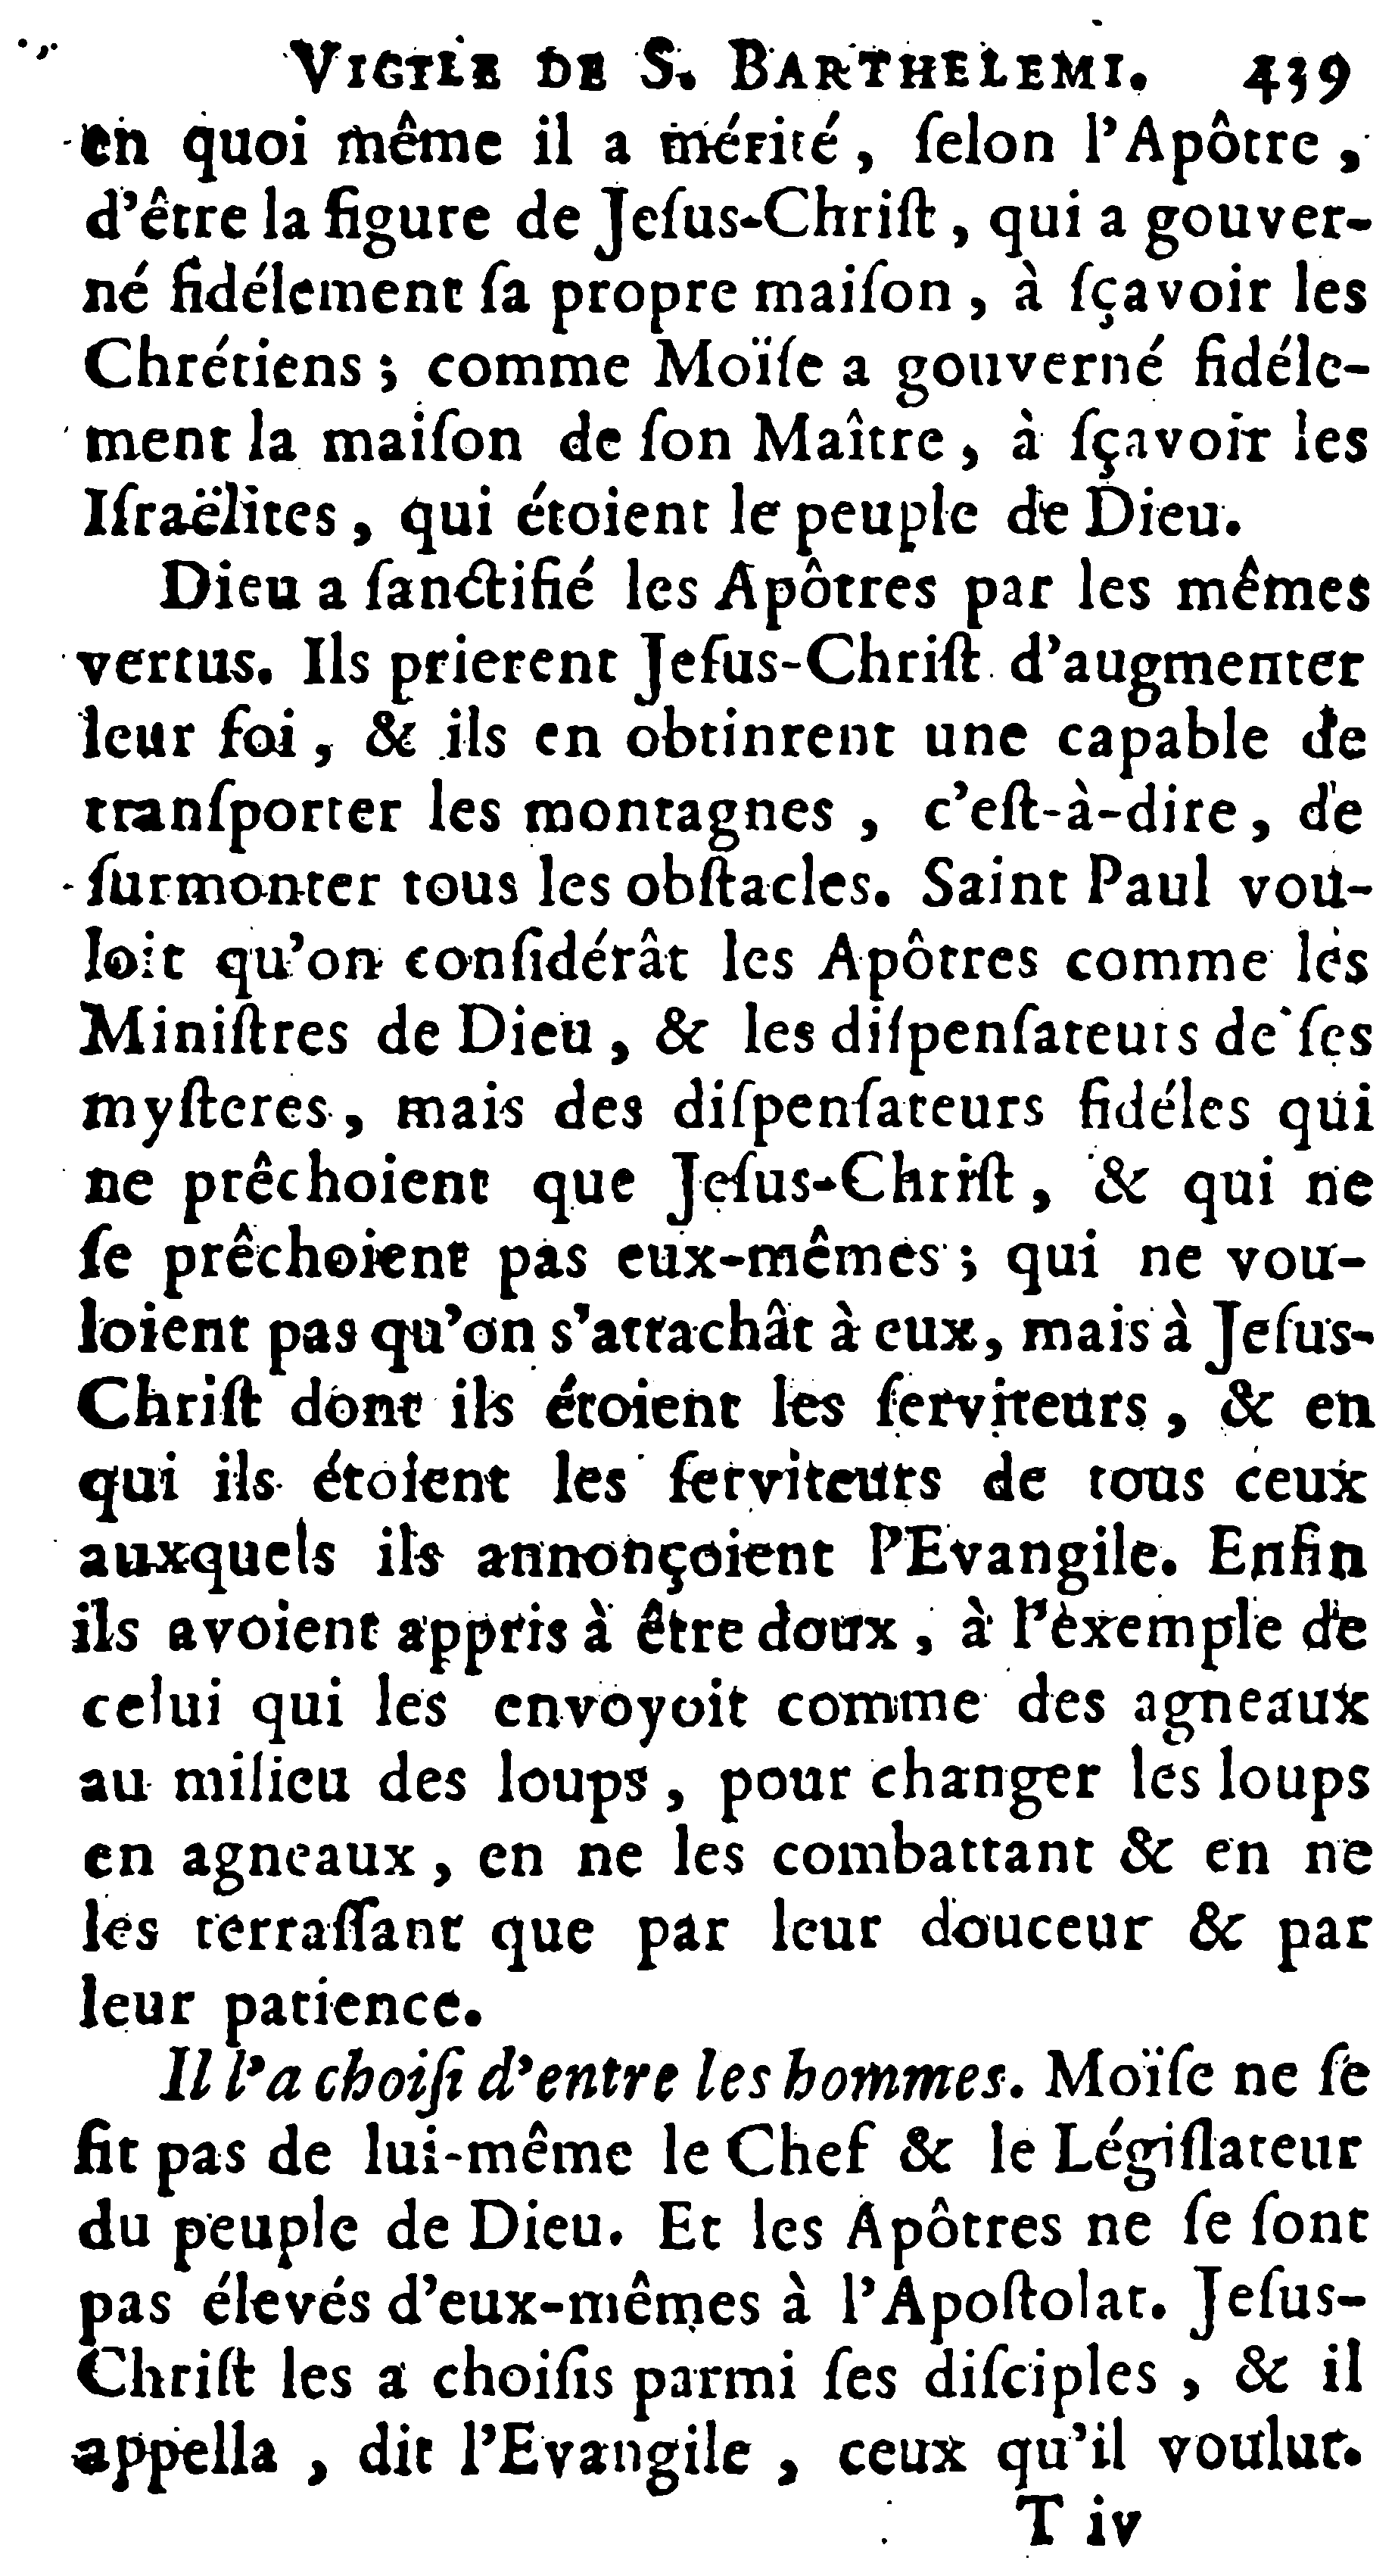 VIGILE DE S. BARTHELEMI. 439
en quoi même il a mérité, ſelon l'Apôtre,
d'être la figure de Jeſus-Chriſt, qui a gouver-
né fidélement ſa propre maiſon, à ſçavoir les
Chrétiens; comme Moïſe a gouverné fidéle-
ment la maiſon de ſon Maître, à ſçavoir les
Iſraëlites, qui étoient le peuple de Dieu.
Dieu a ſanctifié les Apôtres par les mêmes
vertus. Ils prierent Jeſus-Chriſt d'augmenter
leur foi, & ils en obtinrent une capable de
tranſporter les montagnes, c'eſt-à-dire, de
ſurmonter tous les obſtacles. Saint Paul vou-
loit qu'on conſidérât les Apôtres comme les
Miniſtres de Dieu, & les diſpenſateurs de ſes
myſteres, mais des diſpenſateurs fidéles qui
ne prêchoient que Jeſus-Chriſt, & qui ne
ſe prêchoient pas eux-mêmes; qui ne vou-
loient pas qu'on s'attachât à eux, mais à Jeſus-
Chriſt dont ils étoient les ſerviteurs, & en
qui ils étoient les ſerviteurs de tous ceux
auxquels ils annonçoient l'Evangile. Enfin
ils avoient appris à être doux, à l'exemple de
celui qui les envoyoit comme des agneaux
au milieu des loups, pour changer les loups
en agneaux, en ne les combattant & en ne
les terraſſant que par leur douceur & par
leur patience.
Il l'a choiſi d'entre les hommes. Moïſe ne ſe
fit pas de lui-même le Chef & le Légiſlateur
du peuple de Dieu. Et les Apôtres ne ſe ſont
pas élevés d'eux-mêmes à l'Apoſtolat. Jeſus-
Chriſt les a choiſis parmi ſes diſciples, & il
appella, dit l'Evangile, ceux qu'il voulut.
T iv